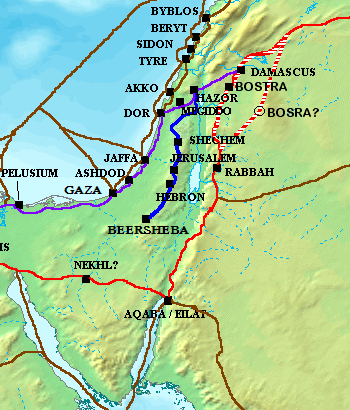 BYBLOS
BERYT
SIDON
TYRE
DAMASCUS
BOSTRA
AKKO
HAZOR
DOR
MEGIDDO
BOSRA?
SHECHEM
JAFFA
JERUSALEM
PELUSIUM
ASHDOD
RABBAH
GAZA
HEBRON
BEERSHEBA
IS
NEKHL?
AQABA / EILAT